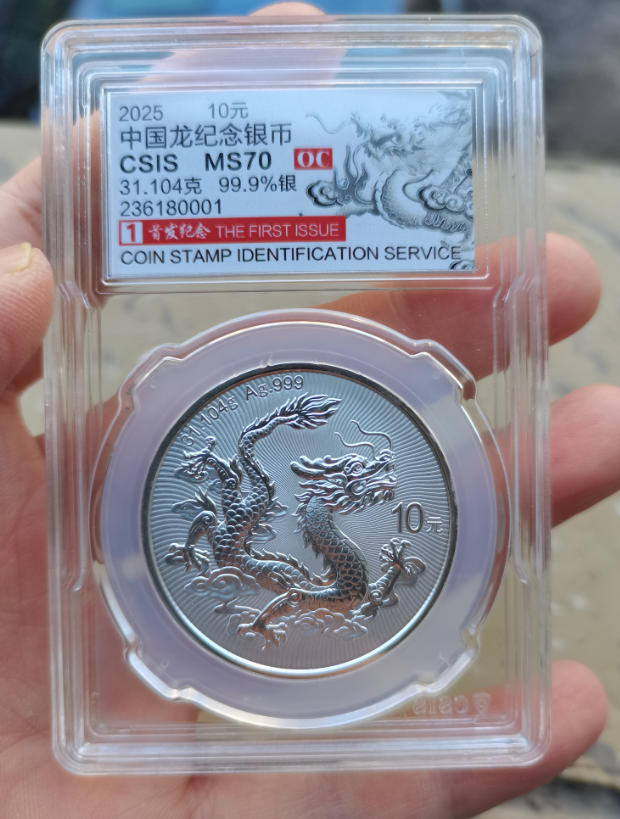 2025 10元
中国龙纪念银币
CSIS MS70 OC
31.104克 99.9%银
236180001
1 首发纪念 THE FIRST ISSUE
COIN STAMP IDENTIFICATION SERVICE
31.104g Ag.999
10元
CSIS